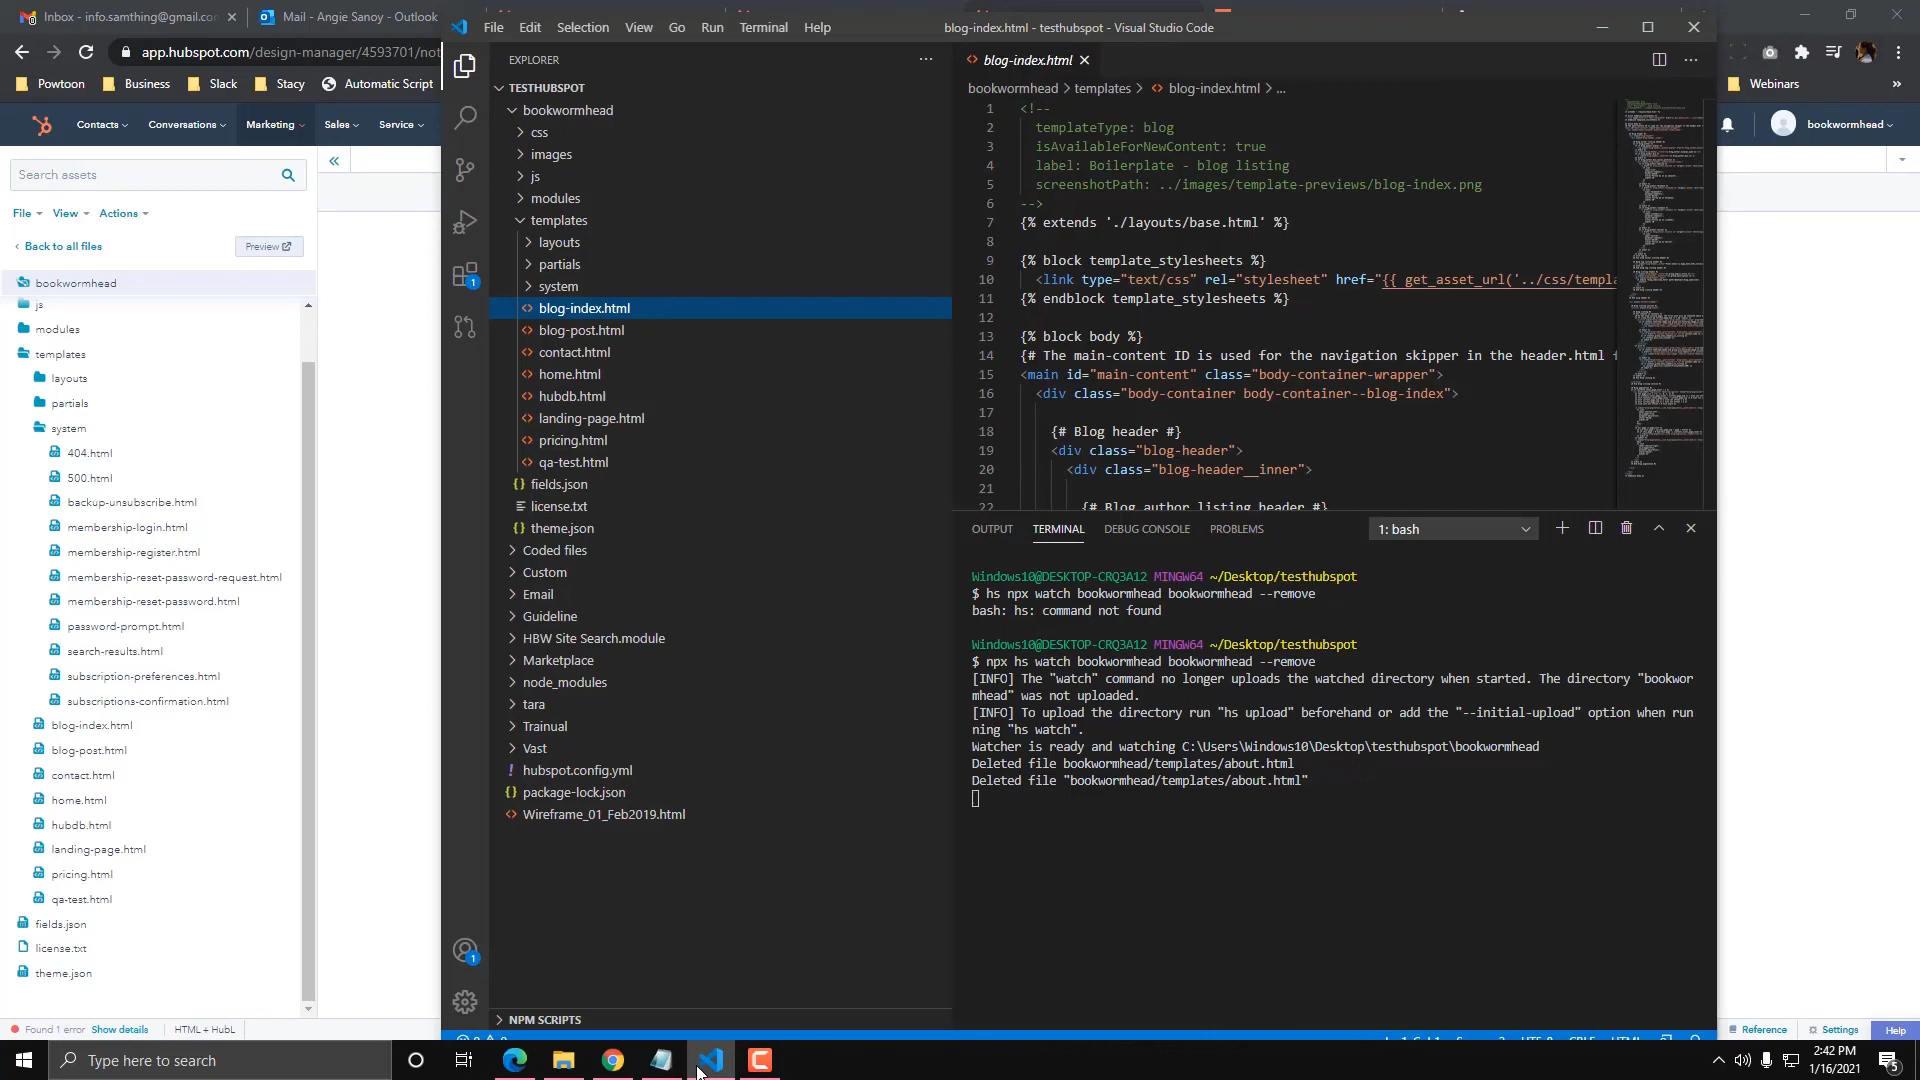 Inbox - info.samthing@gmail.co
Mail - Angie Sanoy - Outlook
File Edit Selection View Go Run Terminal Help
blog-index.html - testhubspot - Visual Studio Code
app.hubspot.com/design-manager/4593701/not
Powtoon Business Slack Stacy Automatic Script
Webinars
Contacts Conversations Marketing Sales Service
bookwormhead
Search assets
File View Actions
Back to all files
Preview
bookwormhead
js
modules
templates
layouts
partials
system
404.html
500.html
backup-unsubscribe.html
membership-login.html
membership-register.html
membership-reset-password-request.html
membership-reset-password.html
password-prompt.html
search-results.html
subscription-preferences.html
subscriptions-confirmation.html
blog-index.html
blog-post.html
contact.html
home.html
hubdb.html
landing-page.html
pricing.html
qa-test.html
fields.json
license.txt
theme.json
Found 1 error Show details HTML + HubL
EXPLORER
TESTHUBSPOT
bookwormhead
css
images
js
modules
templates
layouts
partials
system
blog-index.html
blog-post.html
contact.html
home.html
hubdb.html
landing-page.html
pricing.html
qa-test.html
fields.json
license.txt
theme.json
Coded files
Custom
Email
Guideline
HBW Site Search.module
Marketplace
node_modules
tara
Trainual
Vast
hubspot.config.yml
package-lock.json
Wireframe_01_Feb2019.html
NPM SCRIPTS
1
1
blog-index.html
bookwormhead > templates > blog-index.html > ...
1 <!--
2 templateType: blog
3 isAvailableForNewContent: true
4 label: Boilerplate - blog listing
5 screenshotPath: ../images/template-previews/blog-index.png
6 -->
7 {% extends './layouts/base.html' %}
8
9 {% block template_stylesheets %}
10 <link type="text/css" rel="stylesheet" href="{{ get_asset_url('../css/templa
11 {% endblock template_stylesheets %}
12
13 {% block body %}
14 {# The main-content ID is used for the navigation skipper in the header.html f
15 <main id="main-content" class="body-container-wrapper">
16 <div class="body-container body-container--blog-index">
17
18 {# Blog header #}
19 <div class="blog-header">
20 <div class="blog-header__inner">
21
22 {# Blog author listing header #}
OUTPUT TERMINAL DEBUG CONSOLE PROBLEMS
1: bash
Windows10@DESKTOP-CRQ3A12 MINGW64 ~/Desktop/testhubspot
$ hs npx watch bookwormhead bookwormhead --remove
bash: hs: command not found
Windows10@DESKTOP-CRQ3A12 MINGW64 ~/Desktop/testhubspot
$ npx hs watch bookwormhead bookwormhead --remove
[INFO] The "watch" command no longer uploads the watched directory when started. The directory "bookwor
mhead" was not uploaded.
[INFO] To upload the directory run "hs upload" beforehand or add the "--initial-upload" option when run
ning "hs watch".
Watcher is ready and watching C:\Users\Windows10\Desktop\testhubspot\bookwormhead
Deleted file bookwormhead/templates/about.html
Deleted file "bookwormhead/templates/about.html"
Reference Settings Help
Type here to search
2:42 PM
1/16/2021
5